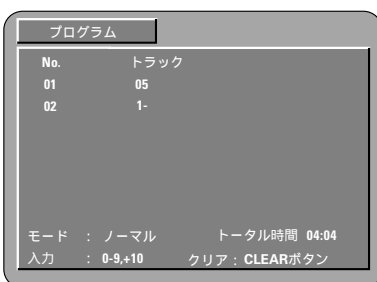 プログラム
No. トラック
01 05
02 1-
モード : ノーマル トータル時間 04:04
入力 : 0-9,+10 クリア : CLEARボタン